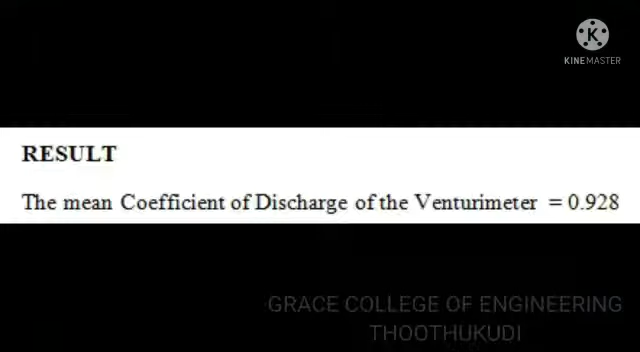 K
KINEMASTER
RESULT
The mean Coefficient of Discharge of the Venturimeter = 0.928
GRACE COLLEGE OF ENGINEERING
THOOTHUKUDI